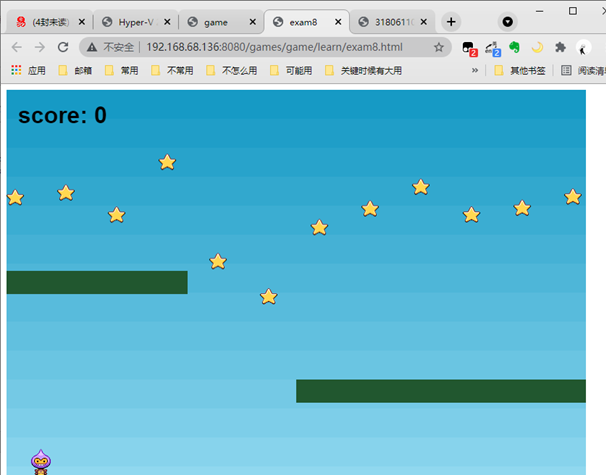 (4封未读)
Hyper-V
game
exam8
31806110
不安全 192.168.68.136:8080/games/game/learn/exam8.html
2
2
应用 邮箱 常用 不常用 不怎么用 可能用 关键时候有大用 » 其他书签 阅读清
score: 0